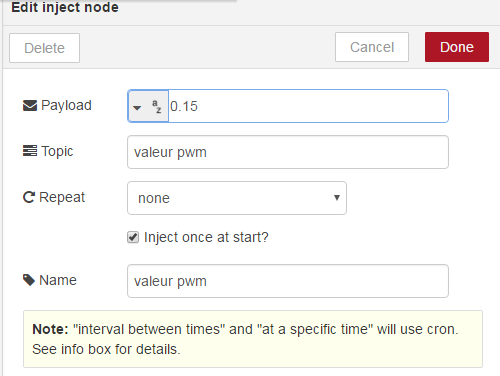 Edit inject node
Delete Cancel Done
Payload az 0.15
Topic valeur pwm
Repeat none
Inject once at start?
Name valeur pwm
Note: "interval between times" and "at a specific time" will use cron.
See info box for details.